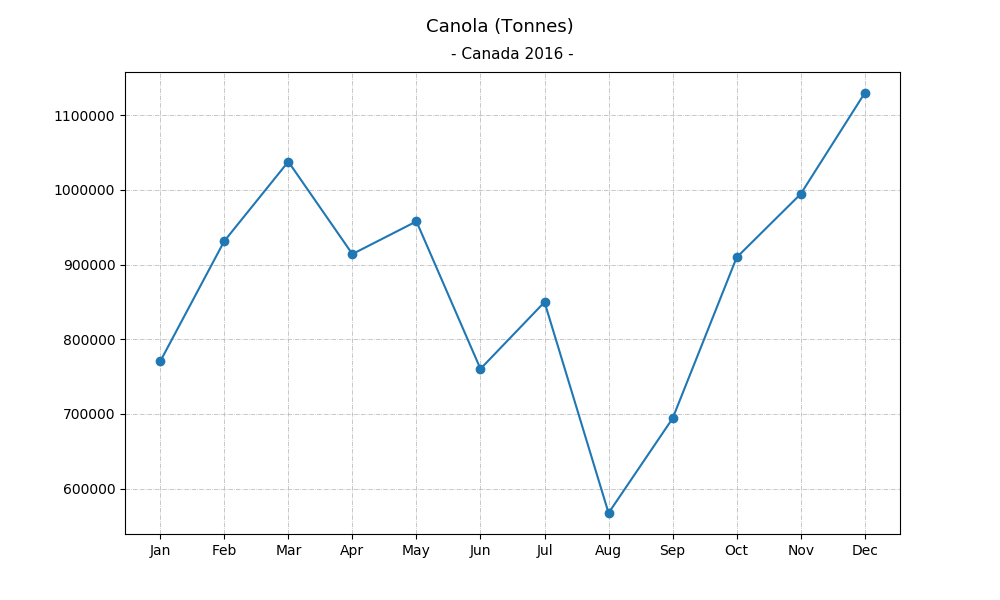 Canola (Tonnes)
- Canada 2016 -
1100000
1000000
900000
800000
700000
600000
Jan Feb Mar Apr May Jun Jul Aug Sep Oct Nov Dec